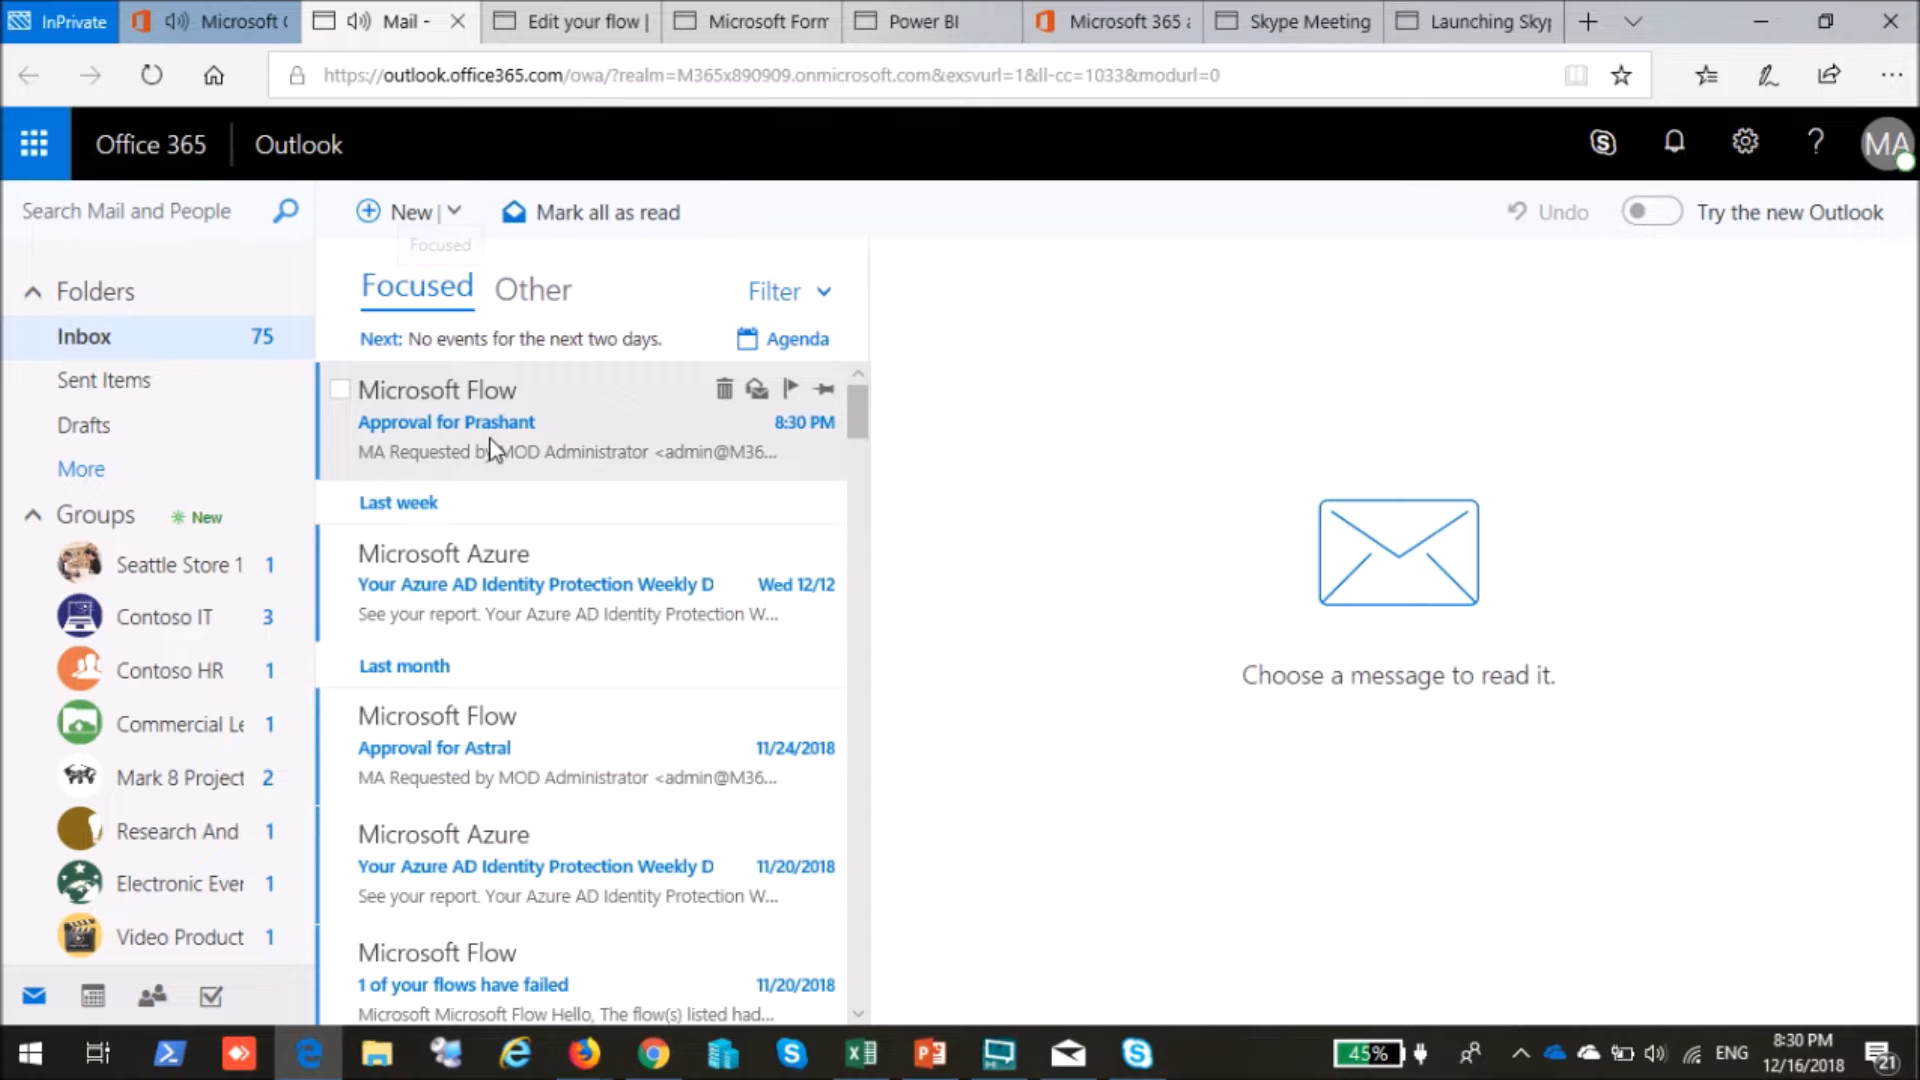 InPrivate
Microsoft
Mail -
Edit your flow |
Microsoft Form
Power BI
Microsoft 365 a
Skype Meeting
Launching Sky
https://outlook.office365.com/owa/?realm=M365x890909.onmicrosoft.com&exsvurl=1&ll-cc=1033&modurl=0
Office 365
Outlook
MA
Search Mail and People
New
Mark all as read
Undo
Try the new Outlook
Focused
Folders
Inbox 75
Sent Items
Drafts
More
Groups New
Seattle Store 1 1
Contoso IT 3
Contoso HR 1
Commercial Le 1
Mark 8 Project 2
Research And 1
Electronic Ever 1
Video Product 1
Focused Other Filter
Next: No events for the next two days. Agenda
Microsoft Flow
Approval for Prashant 8:30 PM
MA Requested by MOD Administrator <admin@M36...
Last week
Microsoft Azure
Your Azure AD Identity Protection Weekly D Wed 12/12
See your report. Your Azure AD Identity Protection W...
Last month
Microsoft Flow
Approval for Astral 11/24/2018
MA Requested by MOD Administrator <admin@M36...
Microsoft Azure
Your Azure AD Identity Protection Weekly D 11/20/2018
See your report. Your Azure AD Identity Protection W...
Microsoft Flow
1 of your flows have failed 11/20/2018
Microsoft Microsoft Flow Hello, The flow(s) listed had...
Choose a message to read it.
45%
ENG
8:30 PM
12/16/2018
21